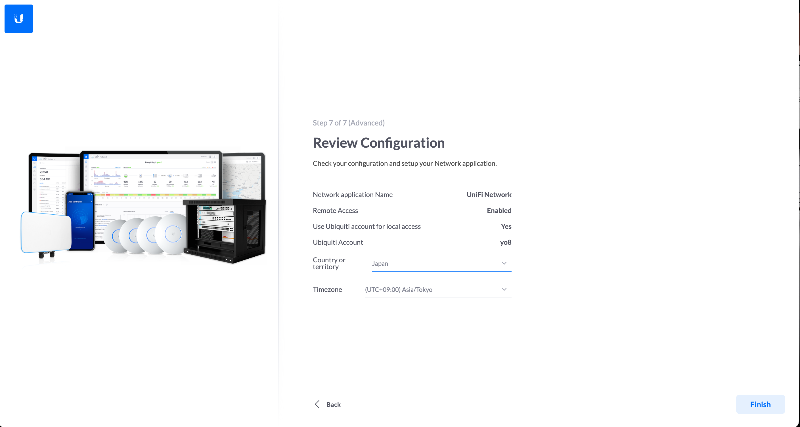 Step 7 of 7 (Advanced)
Review Configuration
Check your configuration and setup your Network application.
Network application Name UniFi Network
Remote Access Enabled
Use Ubiquiti account for local access Yes
Ubiquiti Account yo8
Country or
territory Japan
Timezone (UTC+09:00) Asia/Tokyo
Back Finish